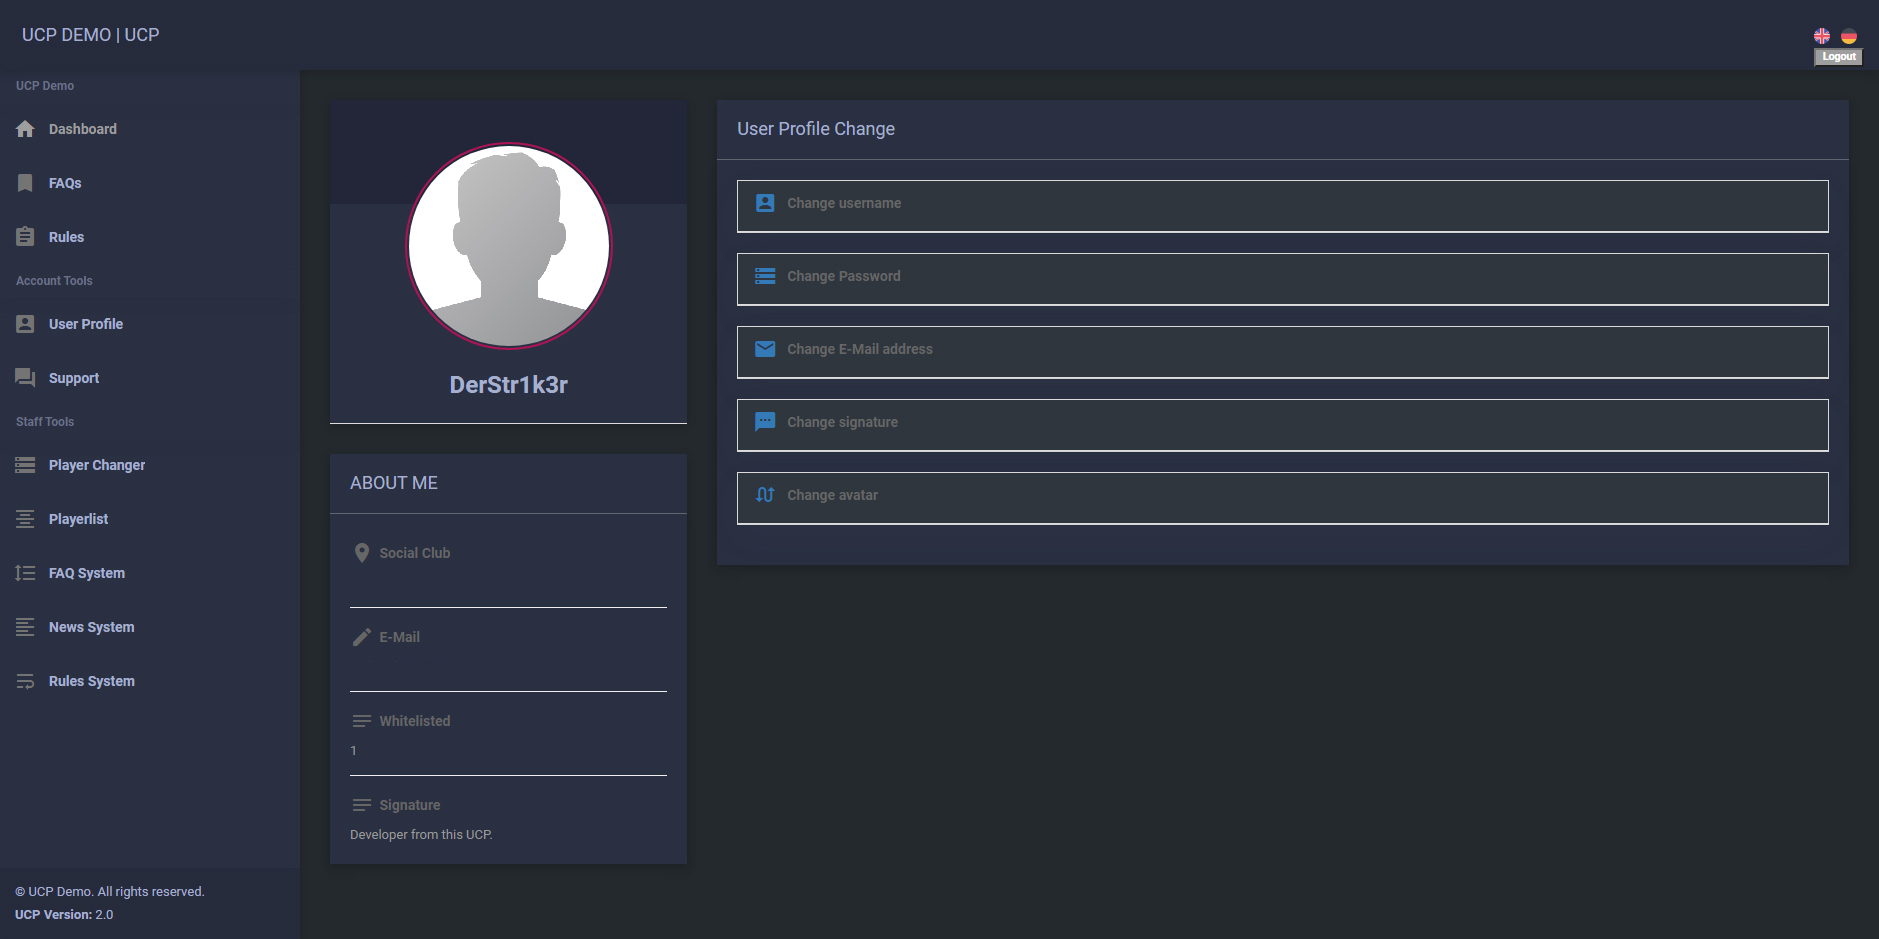 UCP DEMO | UCP
Logout
UCP Demo
Dashboard
FAQs
Rules
Account Tools
User Profile
Support
Staff Tools
Player Changer
Playerlist
FAQ System
News System
Rules System
© UCP Demo. All rights reserved.
UCP Version: 2.0
DerStr1k3r
ABOUT ME
Social Club
E-Mail
Whitelisted
1
Signature
Developer from this UCP.
User Profile Change
Change username
Change Password
Change E-Mail address
Change signature
Change avatar